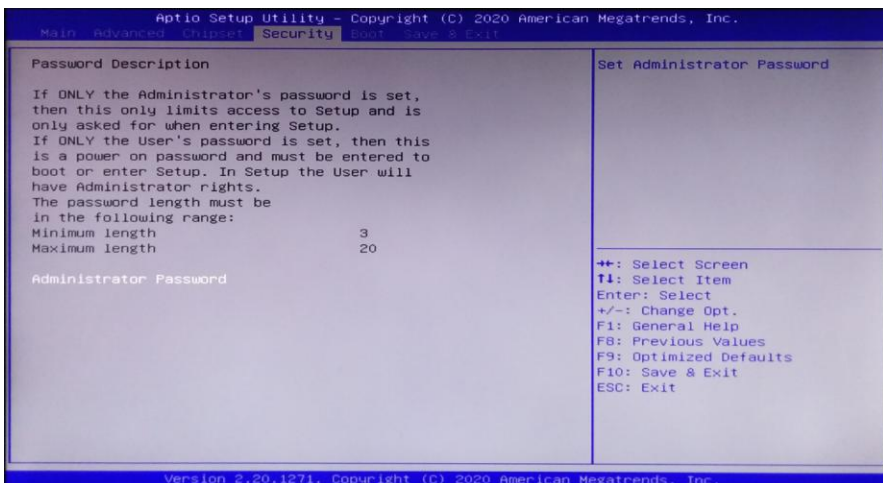 Aptio Setup Utility – Copyright (C) 2020 American Megatrends, Inc.
Main Advanced Chipset Security Boot Save & Exit
Password Description
If ONLY the Administrator's password is set,
then this only limits access to Setup and is
only asked for when entering Setup.
If ONLY the User's password is set, then this
is a power on password and must be entered to
boot or enter Setup. In Setup the User will
have Administrator rights.
The password length must be
in the following range:
Minimum length 3
Maximum length 20
Administrator Password
Set Administrator Password
→←: Select Screen
↑↓: Select Item
Enter: Select
+/-: Change Opt.
F1: General Help
F8: Previous Values
F9: Optimized Defaults
F10: Save & Exit
ESC: Exit
Version 2.20.1271. Copyright (C) 2020 American Megatrends, Inc.